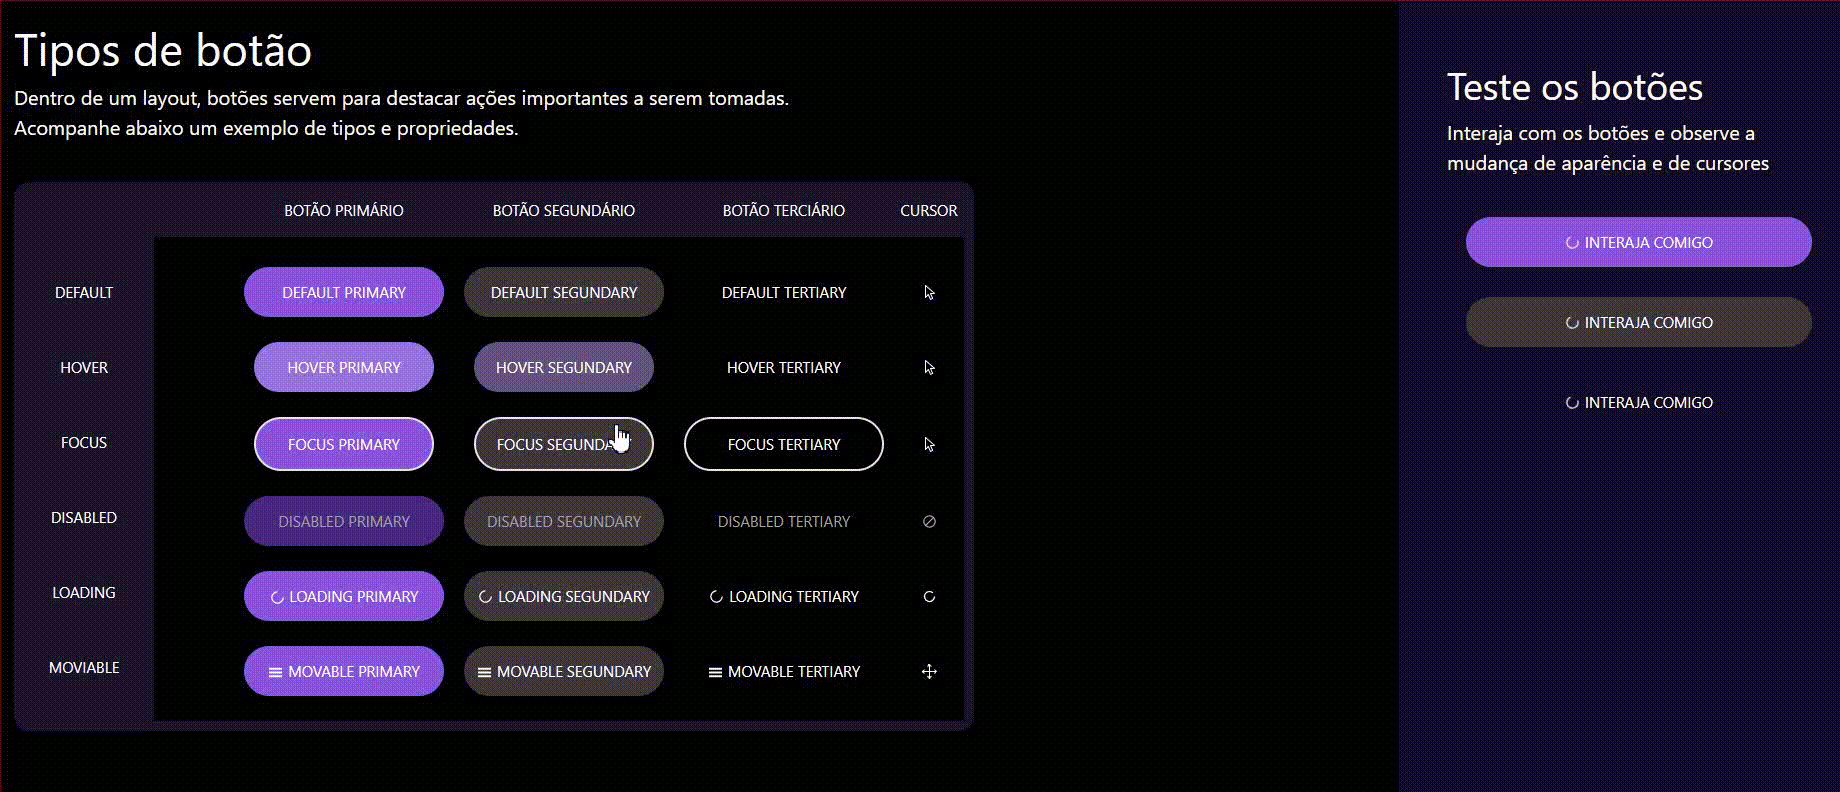 Tipos de botão
Dentro de um layout, botões servem para destacar ações importantes a serem tomadas.
Acompanhe abaixo um exemplo de tipos e propriedades.
BOTÃO PRIMÁRIO BOTÃO SEGUNDÁRIO BOTÃO TERCIÁRIO CURSOR
DEFAULT DEFAULT PRIMARY DEFAULT SEGUNDARY DEFAULT TERTIARY
HOVER HOVER PRIMARY HOVER SEGUNDARY HOVER TERTIARY
FOCUS FOCUS PRIMARY FOCUS SEGUNDARY FOCUS TERTIARY
DISABLED DISABLED PRIMARY DISABLED SEGUNDARY DISABLED TERTIARY
LOADING LOADING PRIMARY LOADING SEGUNDARY LOADING TERTIARY
MOVIABLE MOVABLE PRIMARY MOVABLE SEGUNDARY MOVABLE TERTIARY
Teste os botões
Interaja com os botões e observe a
mudança de aparência e de cursores
INTERAJA COMIGO
INTERAJA COMIGO
INTERAJA COMIGO